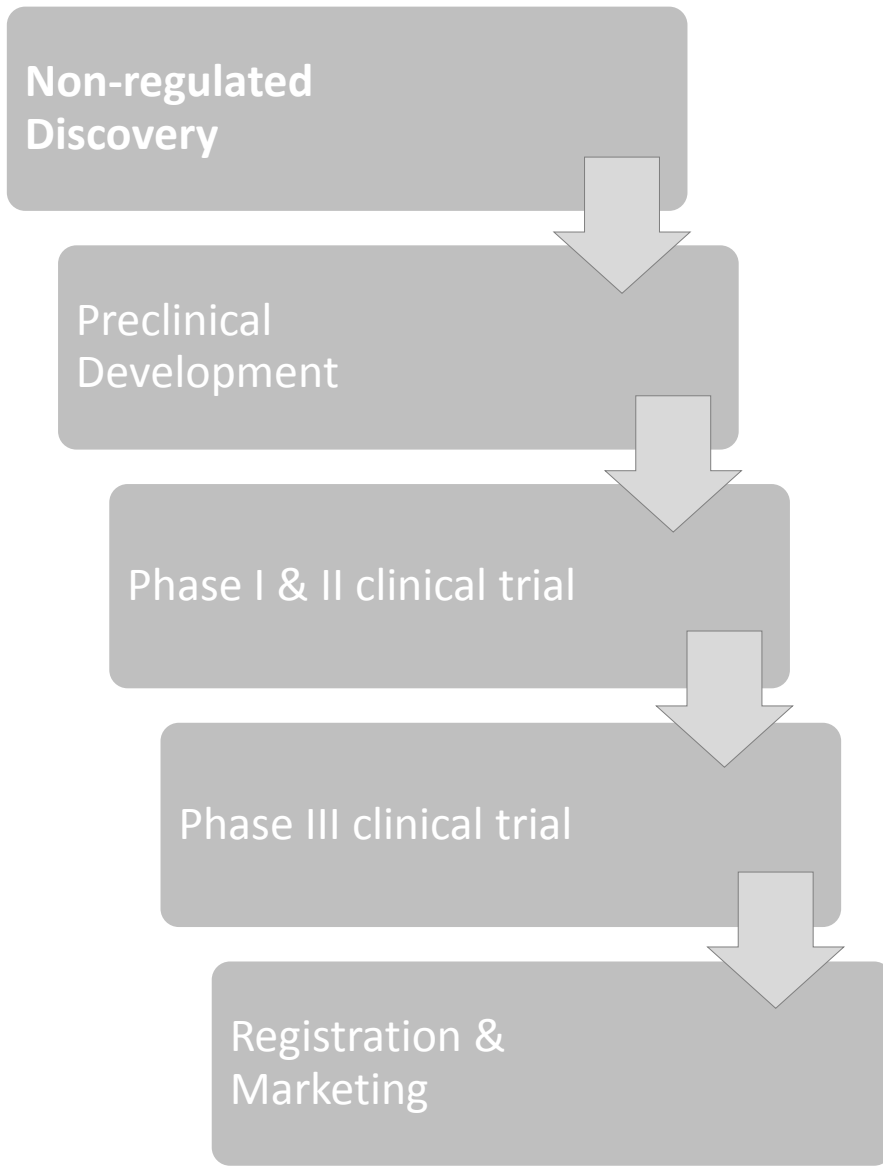 Non-regulated
Discovery
Preclinical
Development
Phase I & II clinical trial
Phase III clinical trial
Registration &
Marketing